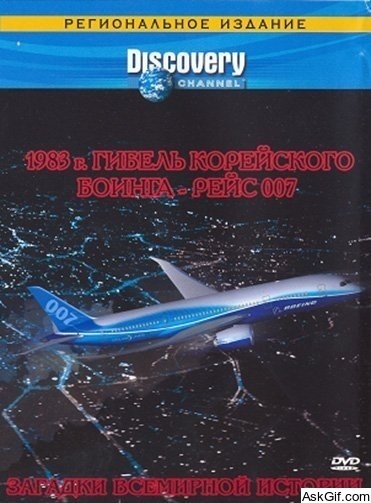 РЕГИОНАЛЬНОЕ ИЗДАНИЕ
Discovery
CHANNEL
1983 г. ГИБЕЛЬ КОРЕЙСКОГО
БОИНГА - РЕЙС 007
007
BOEING
DVD
ЗАГАДКИ ВСЕМИРНОЙ ИСТОРИИ
AskGif.com